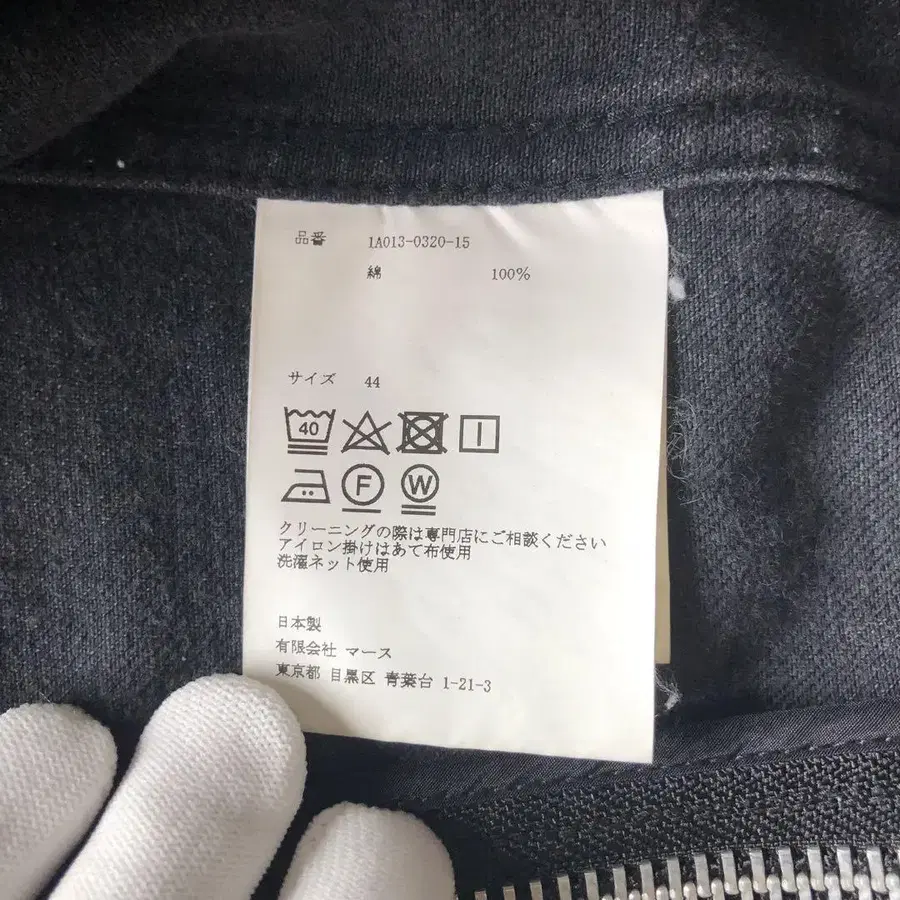 品番 1A013-0320-15
綿 100%
サイズ 44
40
F W
クリーニングの際は専門店にご相談ください
アイロン掛けはあて布使用
洗濯ネット使用
日本製
有限会社 マース
東京都 目黒区 青葉台 1-21-3